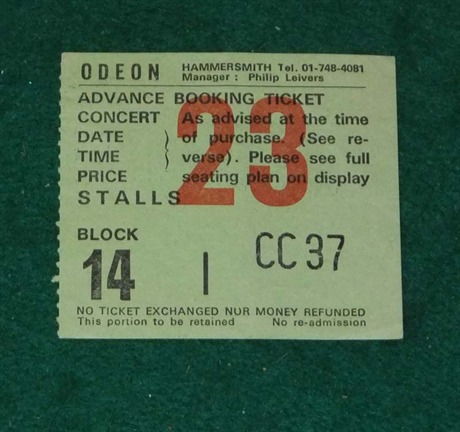 ODEON HAMMERSMITH Tel. 01-748-4081
Manager : Philip Leivers
ADVANCE BOOKING TICKET
CONCERT As advised at the time
DATE } of purchase. (See re-
TIME } verse). Please see full
PRICE seating plan on display
STALLS
23
BLOCK
14 | CC 37
NO TICKET EXCHANGED NUR MONEY REFUNDED
This portion to be retained No re-admission